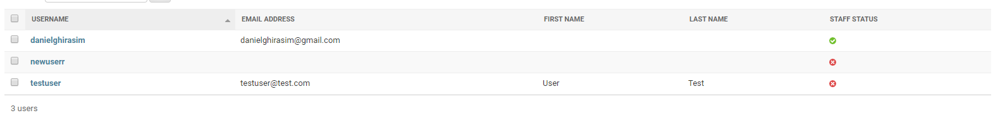 USERNAME EMAIL ADDRESS FIRST NAME LAST NAME STAFF STATUS
danielghirasim danielghirasim@gmail.com
newuserr
testuser testuser@test.com User Test
3 users